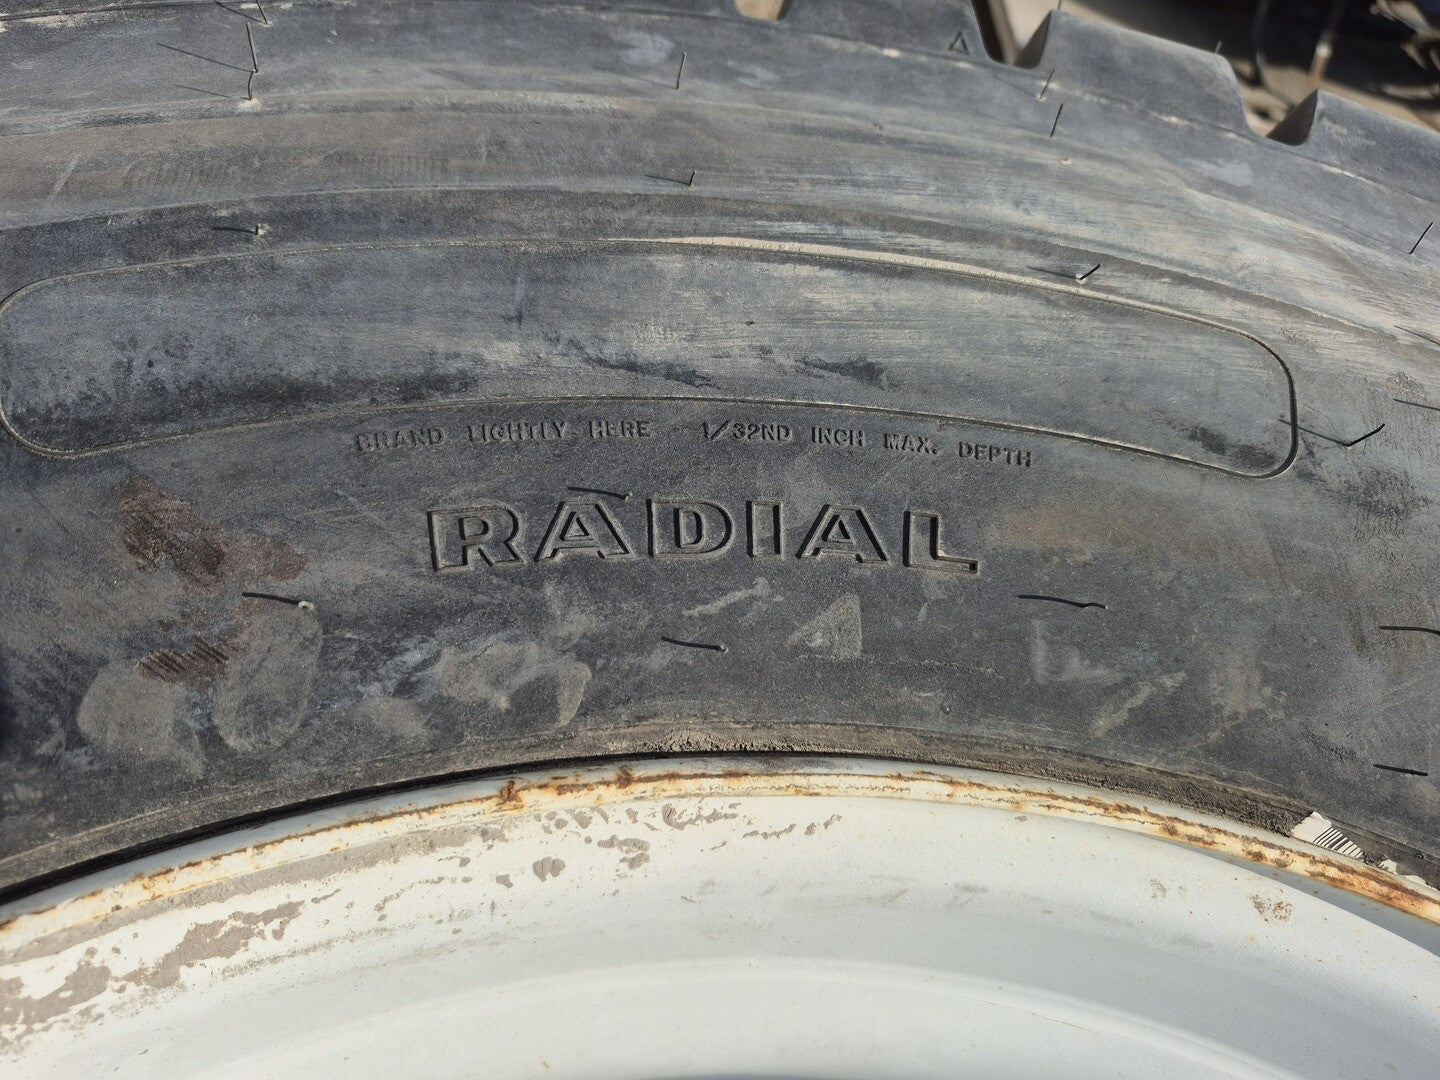 BRAND LIGHTLY HERE 1/32ND INCH MAX. DEPTH
RADIAL